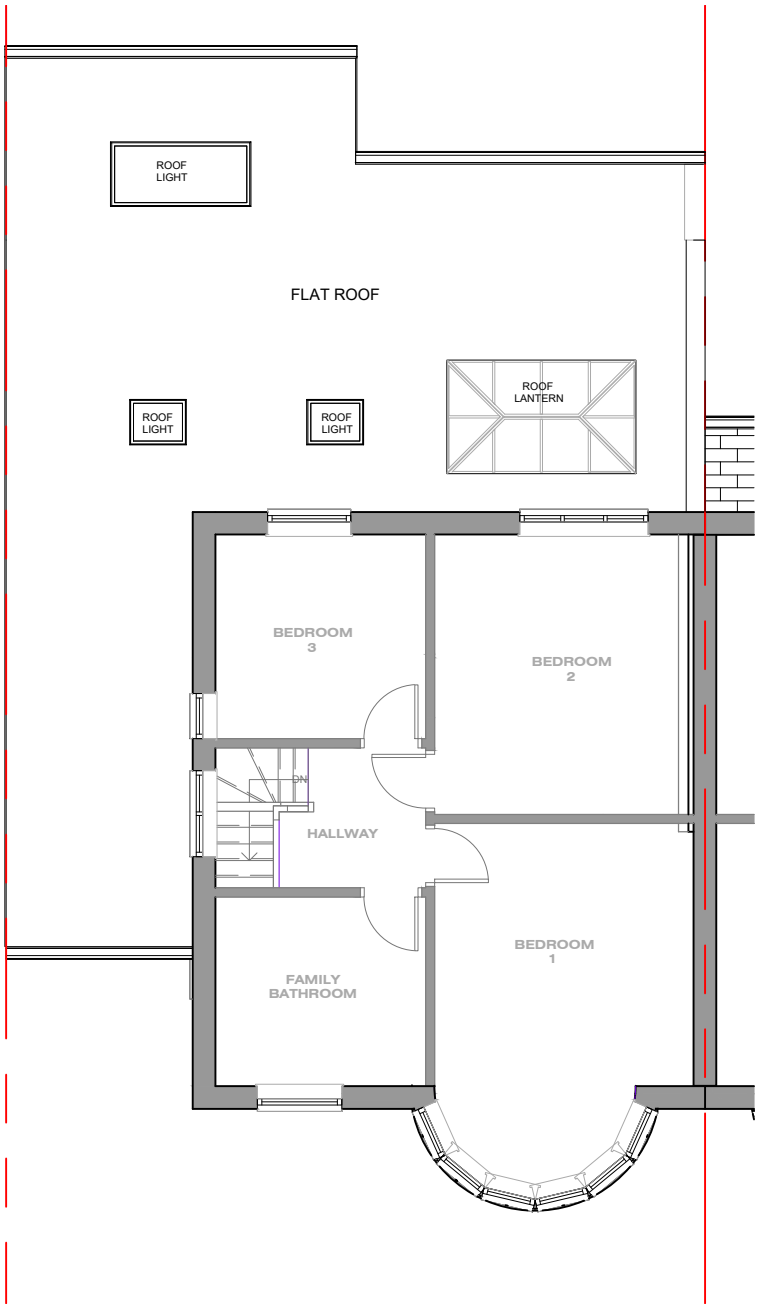 ROOF
LIGHT
FLAT ROOF
ROOF
LANTERN
ROOF
LIGHT
ROOF
LIGHT
BEDROOM
3
BEDROOM
2
DN
HALLWAY
BEDROOM
1
FAMILY
BATHROOM